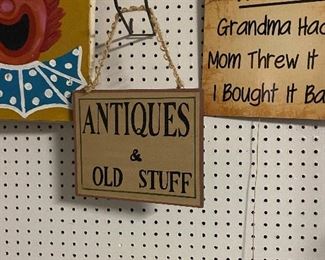 ANTIQUES
&
OLD STUFF
Grandma Had
Mom Threw It
I Bought It Ba